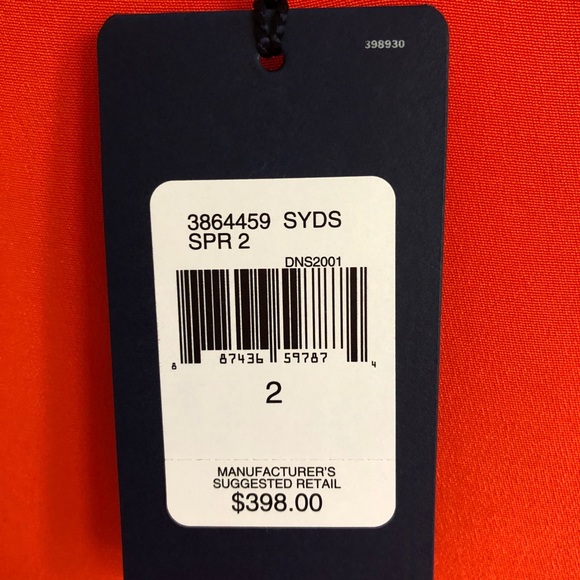 398930
3864459 SYDS
SPR 2
DNS2001
8 87436 59787 4
2
MANUFACTURER'S
SUGGESTED RETAIL
$398.00